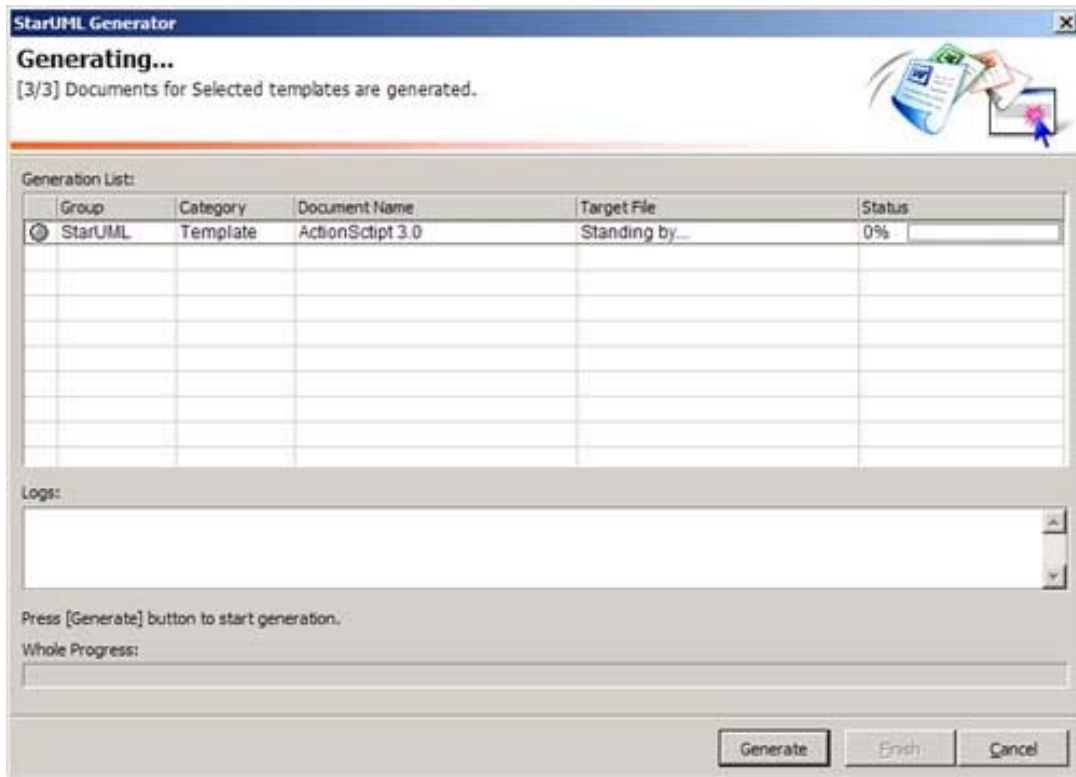 StarUML Generator
Generating...
[3/3] Documents for Selected templates are generated.
Generation List:
Group Category Document Name Target File Status
StarUML Template ActionSctipt 3.0 Standing by... 0%
Logs:
Press [Generate] button to start generation.
Whole Progress:
Generate Finish Cancel